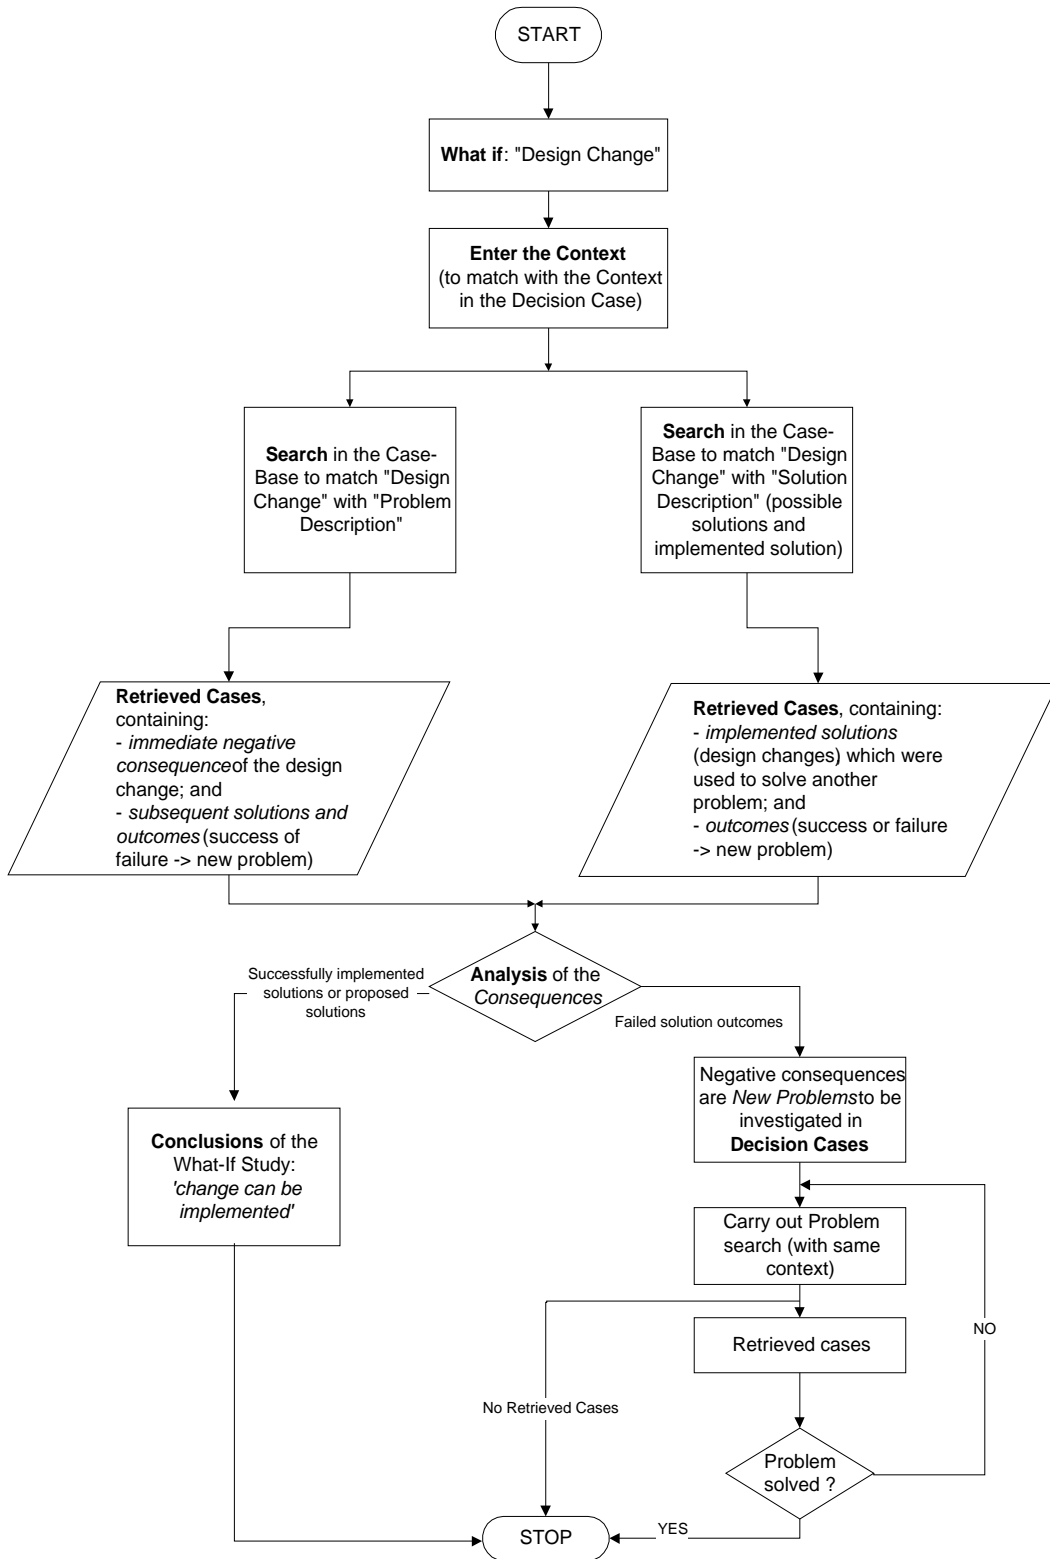 START
What if: "Design Change"
Enter the Context
(to match with the Context
in the Decision Case)
Search in the Case-
Base to match "Design
Change" with "Problem
Description"
Search in the Case-
Base to match "Design
Change" with "Solution
Description" (possible
solutions and
implemented solution)
Retrieved Cases,
containing:
- immediate negative
consequence of the design
change; and
- subsequent solutions and
outcomes (success of
failure -> new problem)
Retrieved Cases, containing:
- implemented solutions
(design changes) which were
used to solve another
problem; and
- outcomes (success or failure
-> new problem)
Analysis of the
Consequences
Successfully implemented
solutions or proposed
solutions
Failed solution outcomes
Negative consequences
are New Problems to be
investigated in
Decision Cases
Conclusions of the
What-If Study:
'change can be
implemented'
Carry out Problem
search (with same
context)
Retrieved cases
NO
No Retrieved Cases
Problem
solved ?
YES
STOP